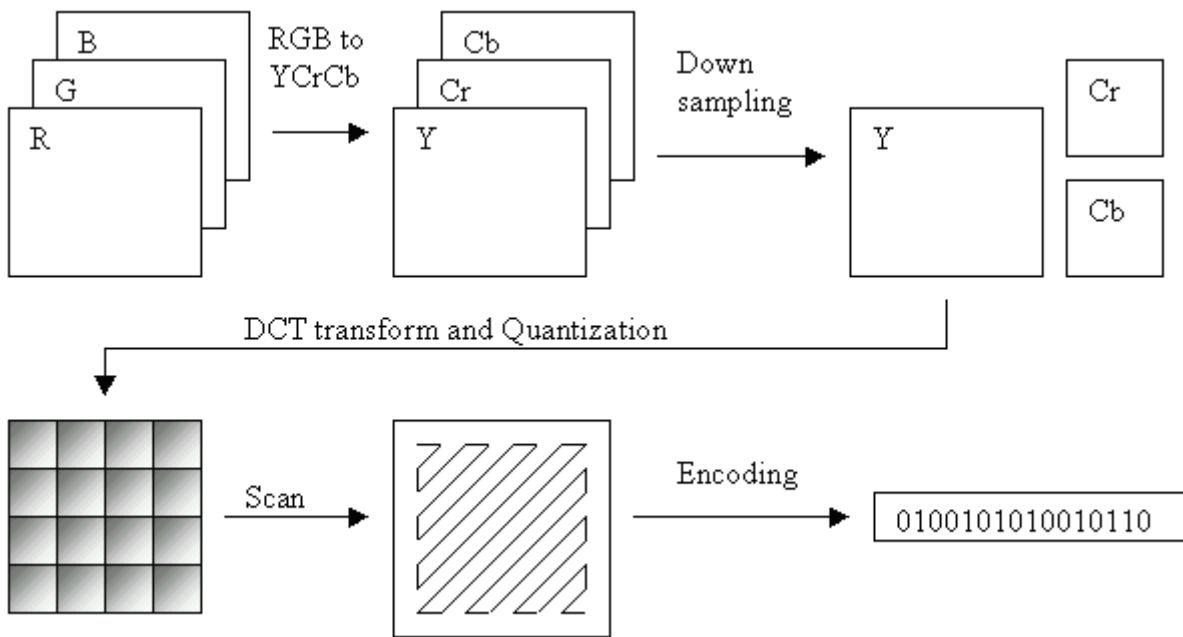 B
G
R
RGB to
YCrCb
Cb
Cr
Y
Down
sampling
Y
Cr
Cb
DCT transform and Quantization
Scan
Encoding
0100101010010110